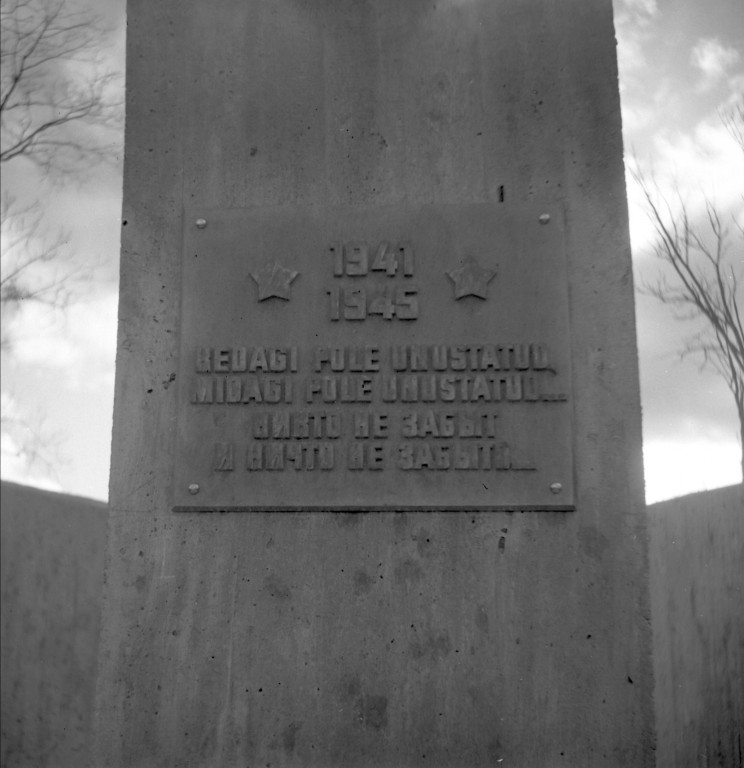 1941
1945
KEDAGI POLE UNUSTATUD,
MIDAGI POLE UNUSTATUD...
НИКТО НЕ ЗАБЫТ
И НИЧТО НЕ ЗАБЫТО...